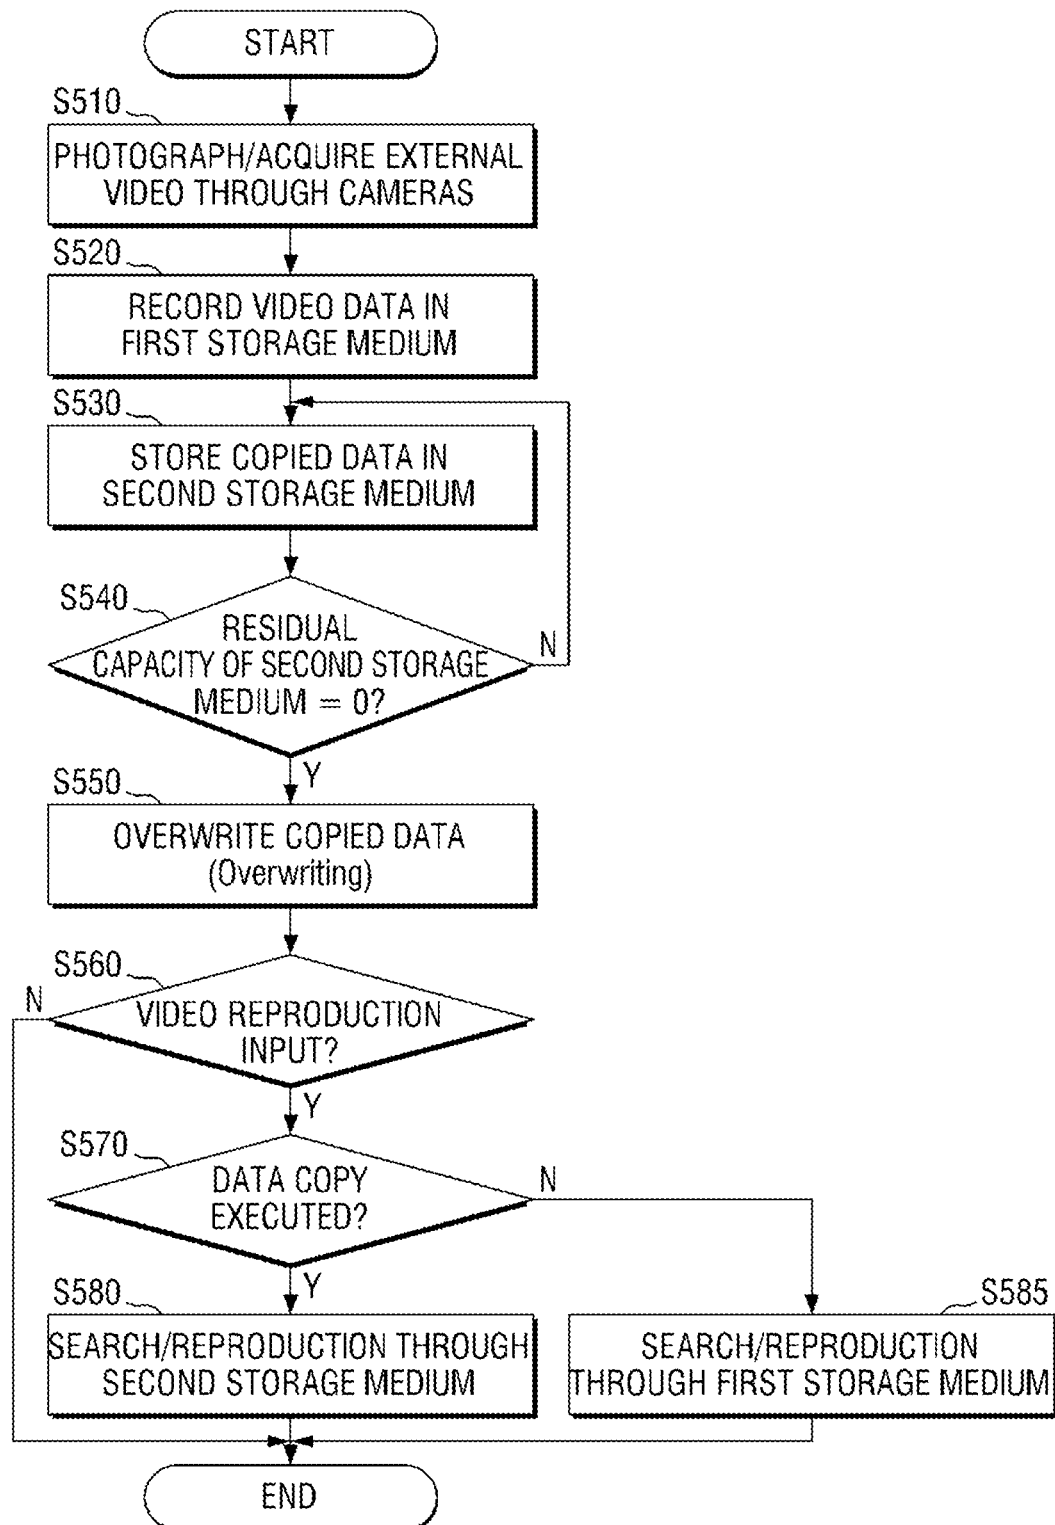 START
S510
PHOTOGRAPH/ACQUIRE EXTERNAL
VIDEO THROUGH CAMERAS
S520
RECORD VIDEO DATA IN
FIRST STORAGE MEDIUM
S530
STORE COPIED DATA IN
SECOND STORAGE MEDIUM
S540
RESIDUAL
CAPACITY OF SECOND STORAGE
MEDIUM = 0?
N
Y
S550
OVERWRITE COPIED DATA
(Overwriting)
S560
N
VIDEO REPRODUCTION
INPUT?
Y
S570
DATA COPY
EXECUTED?
N
Y
S580
SEARCH/REPRODUCTION THROUGH
SECOND STORAGE MEDIUM
S585
SEARCH/REPRODUCTION
THROUGH FIRST STORAGE MEDIUM
END